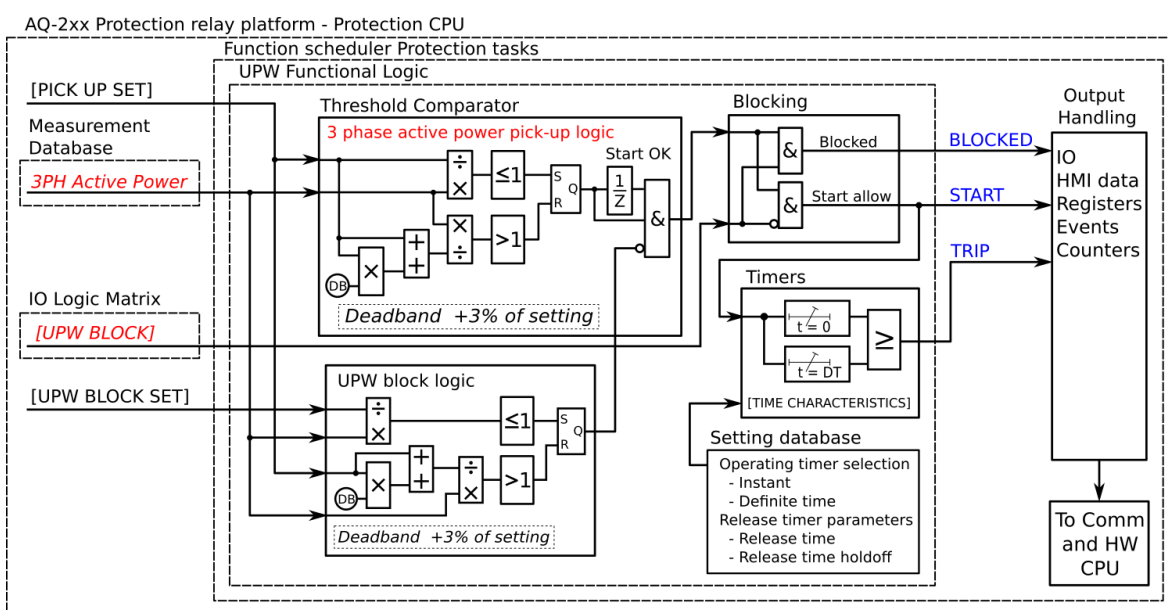 AQ-2xx Protection relay platform - Protection CPU
Function scheduler Protection tasks
UPW Functional Logic
[PICK UP SET]
Measurement
Database
3PH Active Power
IO Logic Matrix
[UPW BLOCK]
[UPW BLOCK SET]
Threshold Comparator
3 phase active power pick-up logic
Start OK
÷
×
≤1
S
R
Q
1
Z
&
×
÷
>1
+
+
×
DB
Deadband +3% of setting
UPW block logic
÷
×
≤1
S
R
Q
+
+
×
DB
÷
×
>1
Deadband +3% of setting
Blocking
&
Blocked
&
Start allow
Timers
t = 0
t = DT
≥
[TIME CHARACTERISTICS]
Setting database
Operating timer selection
- Instant
- Definite time
Release timer parameters
- Release time
- Release time holdoff
BLOCKED
START
TRIP
Output
Handling
IO
HMI data
Registers
Events
Counters
To Comm
and HW
CPU